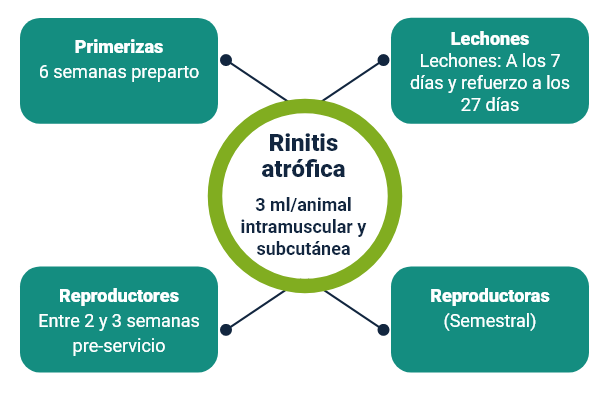 Primerizas
6 semanas preparto
Lechones
Lechones: A los 7
días y refuerzo a los
27 días
Rinitis
atrófica
3 ml/animal
intramuscular y
subcutánea
Reproductores
Entre 2 y 3 semanas
pre-servicio
Reproductoras
(Semestral)